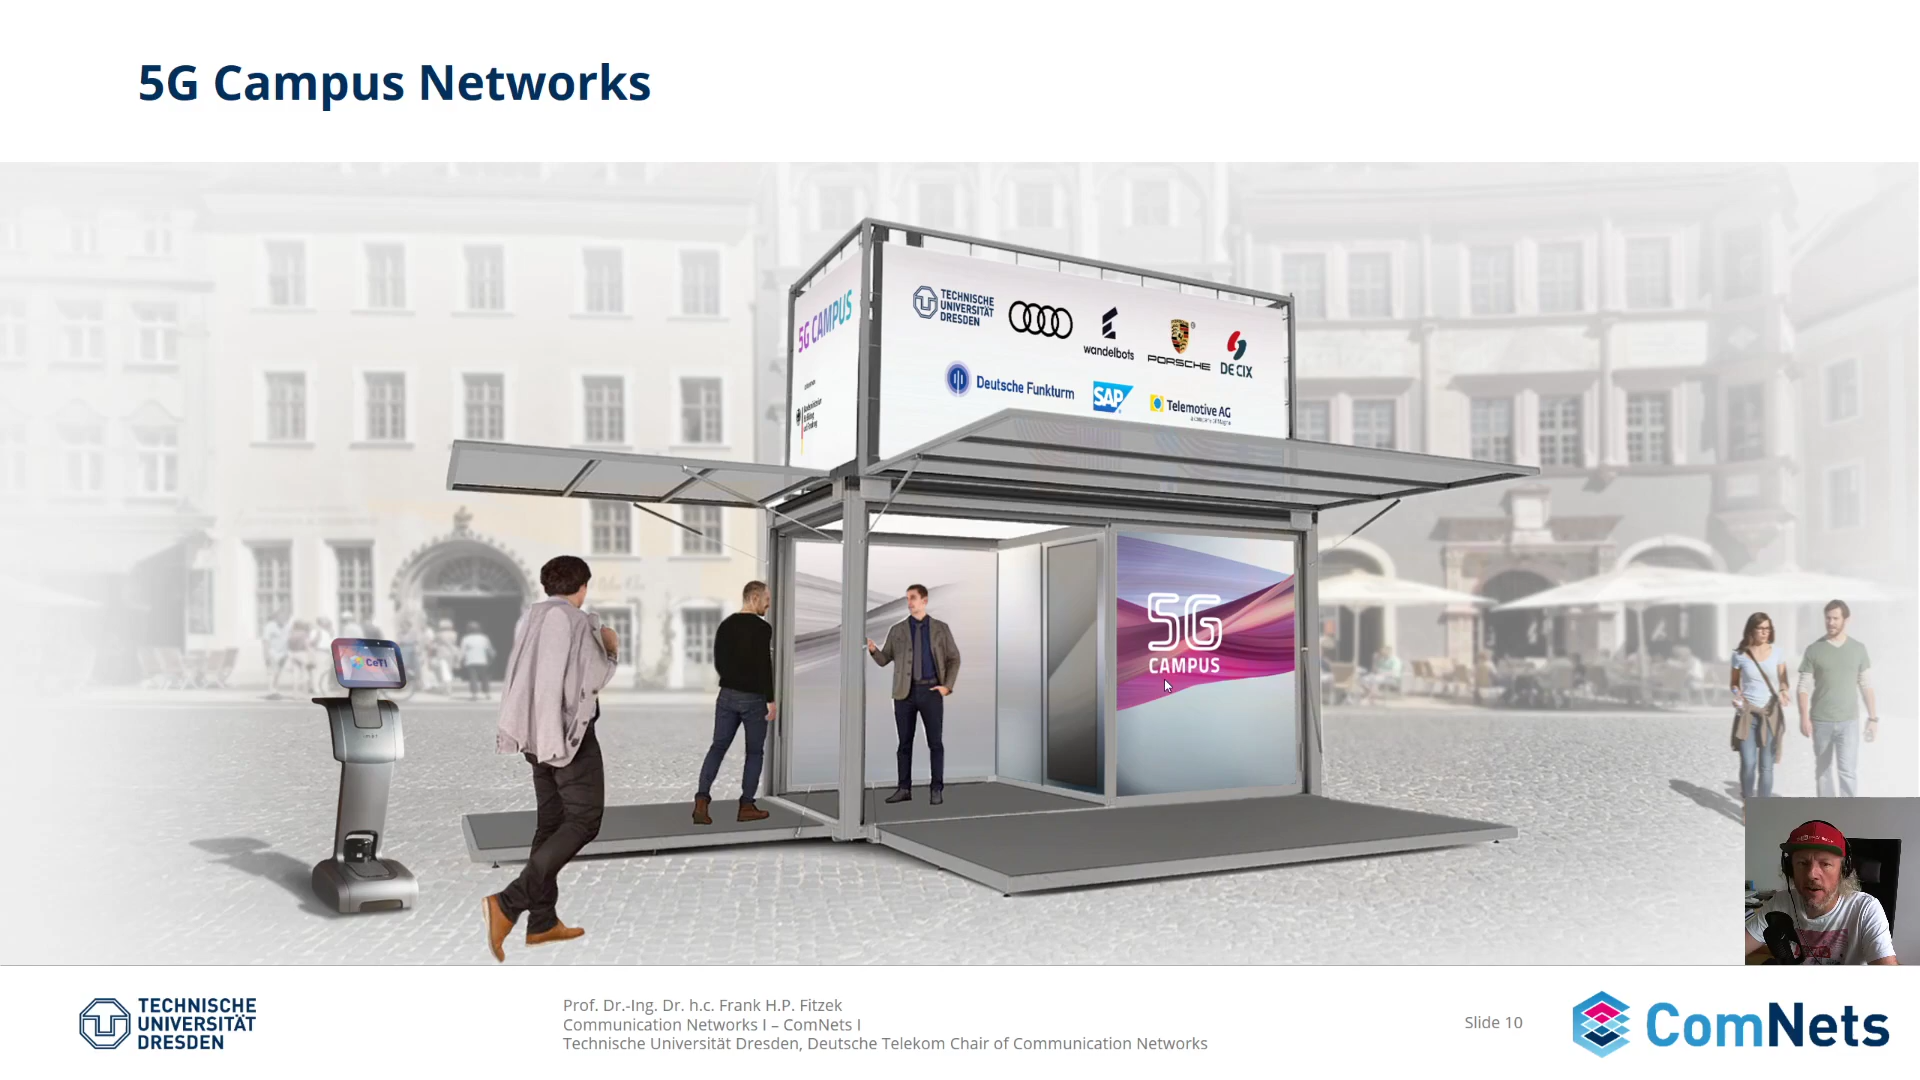 5G Campus Networks
5G CAMPUS
TECHNISCHE
UNIVERSITÄT
DRESDEN
wandelbots
PORSCHE
DE CIX
Deutsche Funkturm
SAP
Telemotive AG
CeTI
5G
CAMPUS
TECHNISCHE
UNIVERSITÄT
DRESDEN
Prof. Dr.-Ing. Dr. h.c. Frank H.P. Fitzek
Communication Networks I – ComNets I
Technische Universität Dresden, Deutsche Telekom Chair of Communication Networks
Slide 10
ComNets